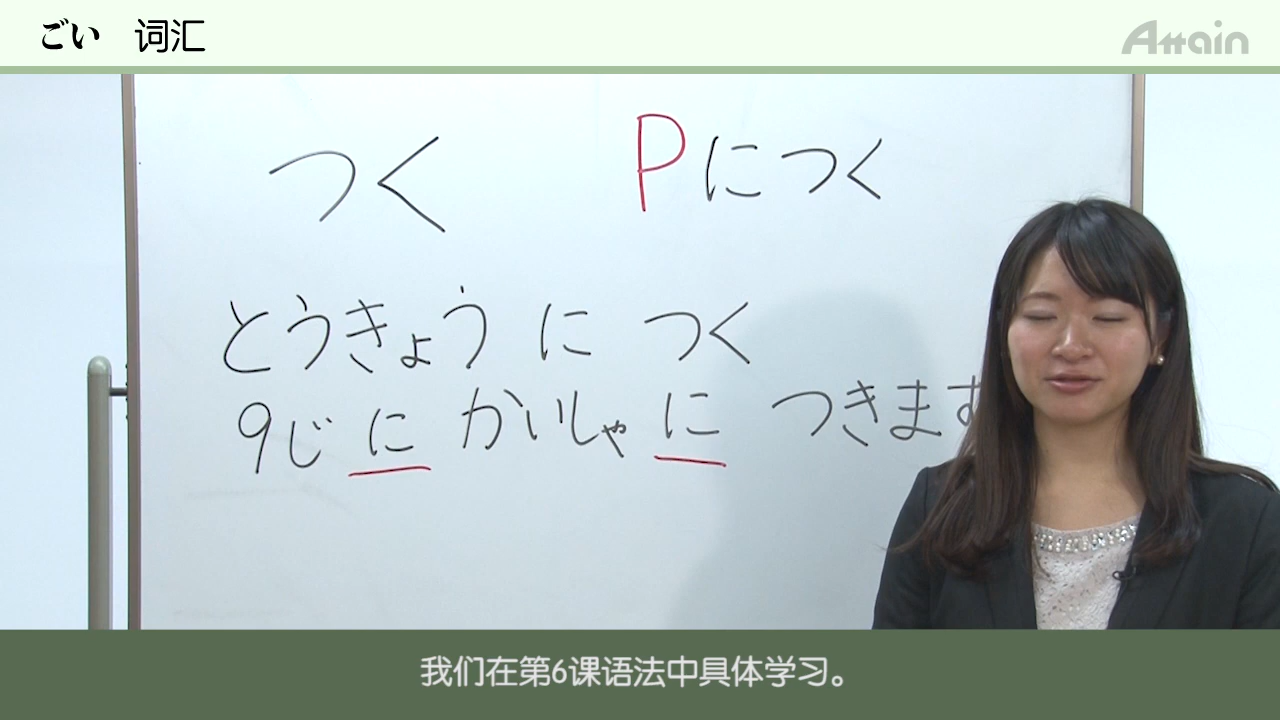 ごい 词汇
Attain
つく Pにつく
とうきょう に つく
9じ に かいしゃ に つきます
我们在第6课语法中具体学习。